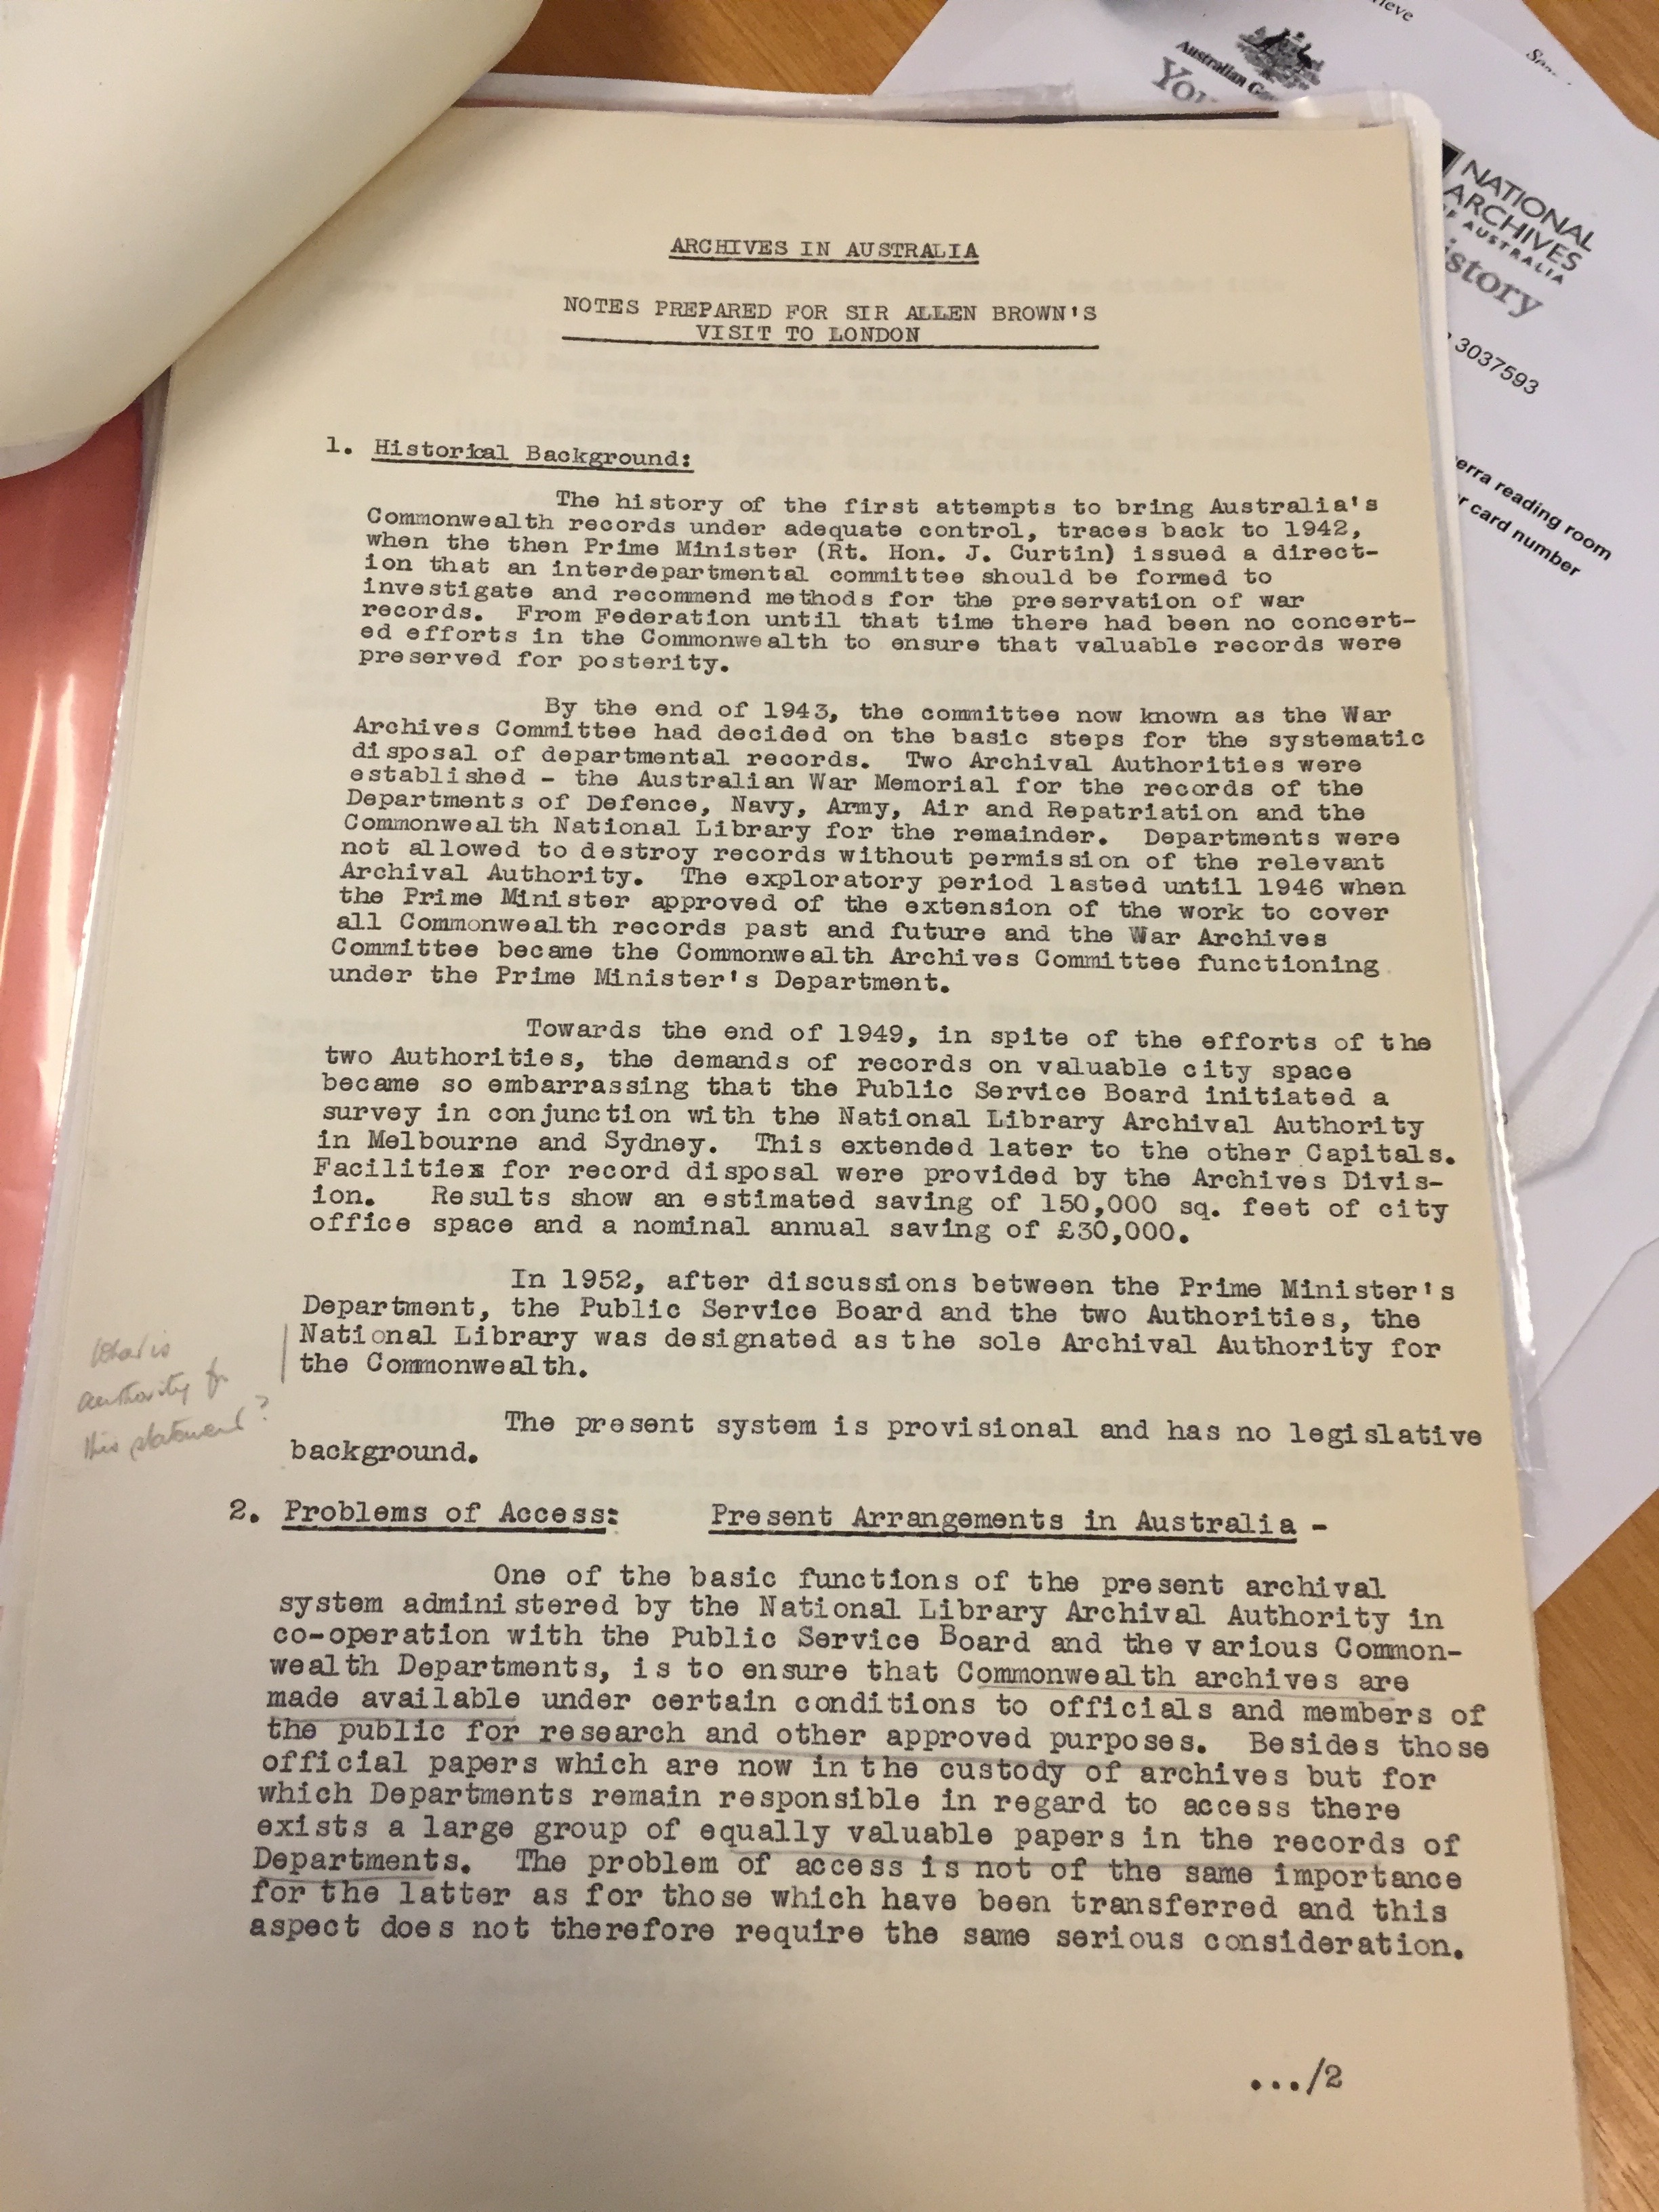 ieve
Australian Go
You
NATIONAL
ARCHIVES
OF AUSTRALIA
istory
3037593
erra reading room
r card number
ARCHIVES IN AUSTRALIA
NOTES PREPARED FOR SIR ALLEN BROWN'S
VISIT TO LONDON
1. Historical Background:
The history of the first attempts to bring Australia's
Commonwealth records under adequate control, traces back to 1942,
when the then Prime Minister (Rt. Hon. J. Curtin) issued a direct-
ion that an interdepartmental committee should be formed to
investigate and recommend methods for the preservation of war
records. From Federation until that time there had been no concert-
ed efforts in the Commonwealth to ensure that valuable records were
preserved for posterity.
By the end of 1943, the committee now known as the War
Archives Committee had decided on the basic steps for the systematic
disposal of departmental records. Two Archival Authorities were
established - the Australian War Memorial for the records of the
Departments of Defence, Navy, Army, Air and Repatriation and the
Commonwealth National Library for the remainder. Departments were
not allowed to destroy records without permission of the relevant
Archival Authority. The exploratory period lasted until 1946 when
the Prime Minister approved of the extension of the work to cover
all Commonwealth records past and future and the War Archives
Committee became the Commonwealth Archives Committee functioning
under the Prime Minister's Department.
Towards the end of 1949, in spite of the efforts of the
two Authorities, the demands of records on valuable city space
became so embarrassing that the Public Service Board initiated a
survey in conjunction with the National Library Archival Authority
in Melbourne and Sydney. This extended later to the other Capitals.
Facilities for record disposal were provided by the Archives Divis-
ion. Results show an estimated saving of 150,000 sq. feet of city
office space and a nominal annual saving of £30,000.
In 1952, after discussions between the Prime Minister's
Department, the Public Service Board and the two Authorities, the
National Library was designated as the sole Archival Authority for
the Commonwealth.
What is
authority for
this statement?
The present system is provisional and has no legislative
background.
2. Problems of Access: Present Arrangements in Australia -
One of the basic functions of the present archival
system administered by the National Library Archival Authority in
co-operation with the Public Service Board and the various Common-
wealth Departments, is to ensure that Commonwealth archives are
made available under certain conditions to officials and members of
the public for research and other approved purposes. Besides those
official papers which are now in the custody of archives but for
which Departments remain responsible in regard to access there
exists a large group of equally valuable papers in the records of
Departments. The problem of access is not of the same importance
for the latter as for those which have been transferred and this
aspect does not therefore require the same serious consideration.
.../2